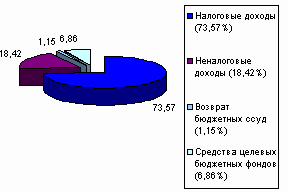 1,15
6,86
18,42
73,57
Налоговые доходы
(73,57%)
Неналоговые
доходы (18,42%)
Возврат
бюджетных ссуд
(1,15%)
Средства целевых
бюджетных фондов
(6,86%)